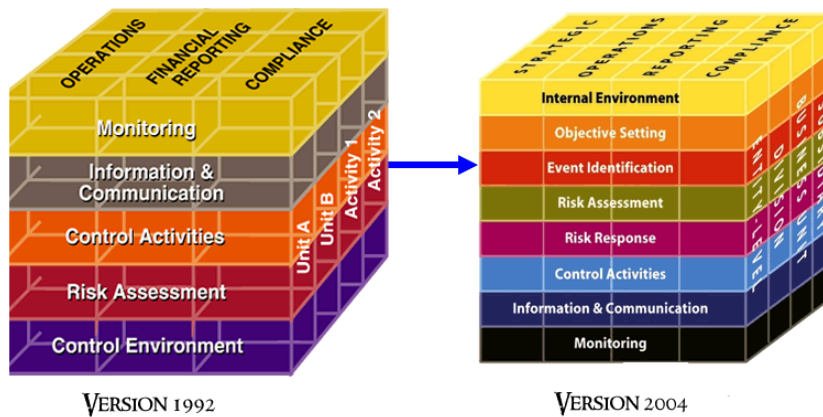 OPERATIONS
FINANCIAL
REPORTING
COMPLIANCE
Monitoring
Information &
Communication
Control Activities
Risk Assessment
Control Environment
Unit A
Unit B
Activity 1
Activity 2
VERSION 1992
STRATEGIC
OPERATIONS
REPORTING
COMPLIANCE
Internal Environment
Objective Setting
Event Identification
Risk Assessment
Risk Response
Control Activities
Information & Communication
Monitoring
ENTITY-LEVEL
DIVISION
BUSINESS UNIT
SUBSIDIARY
VERSION 2004